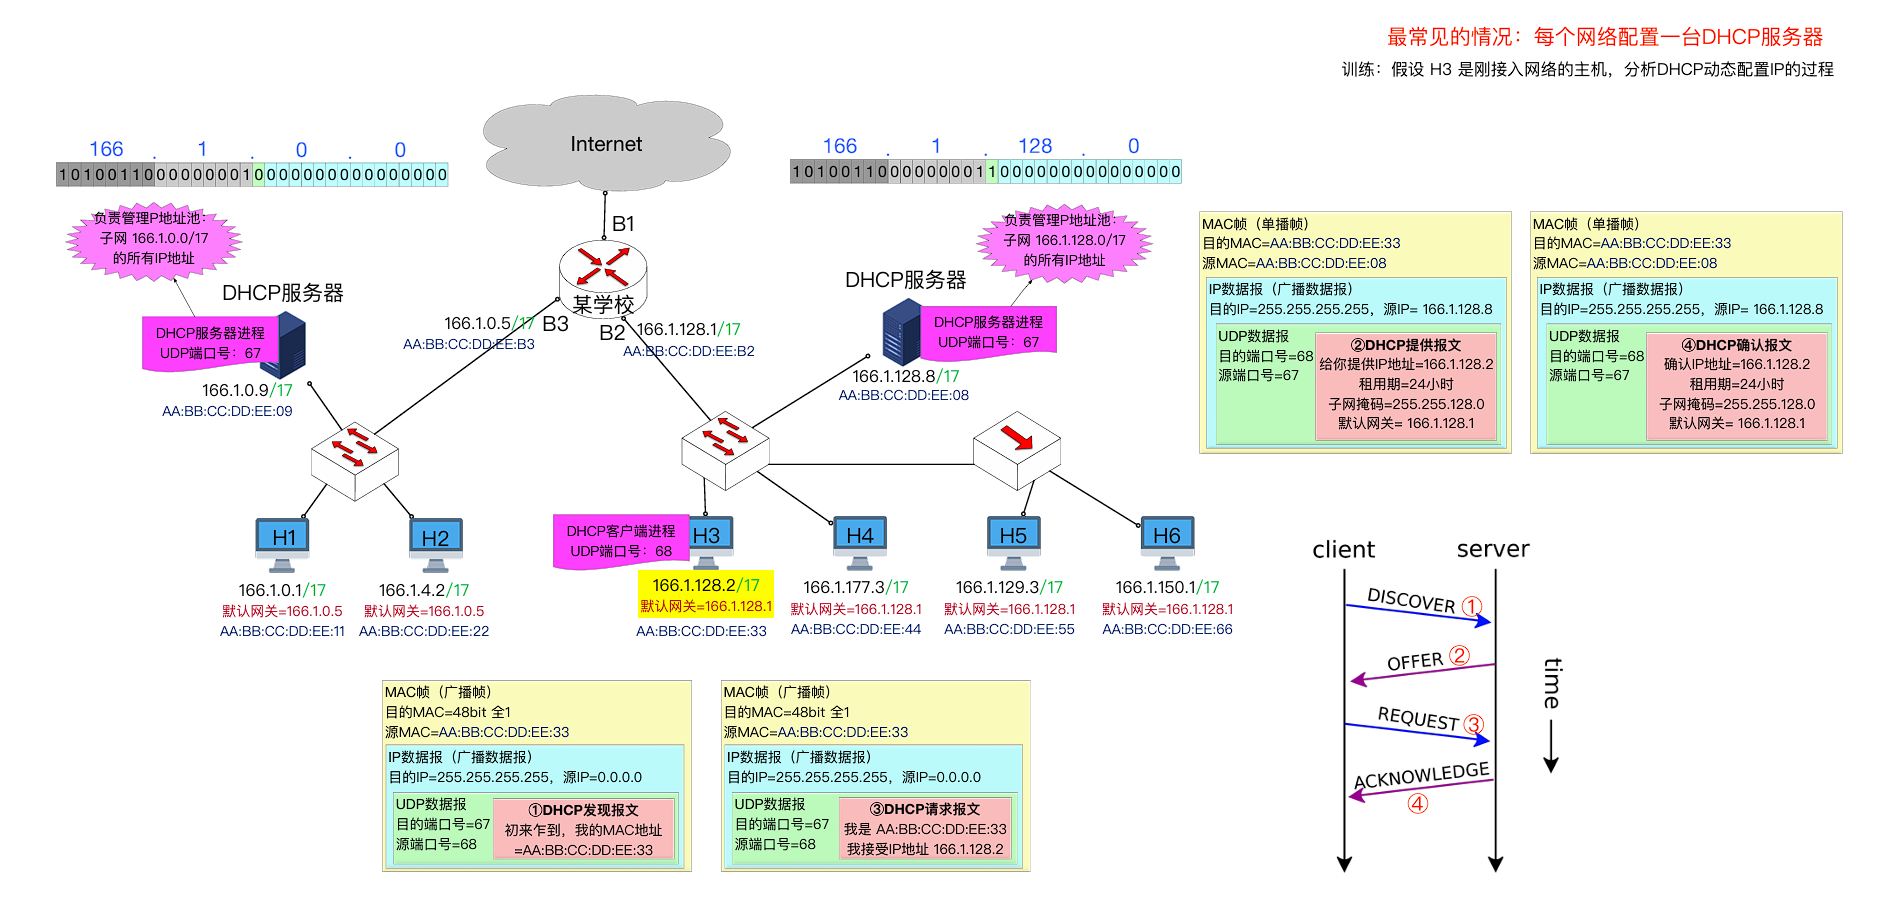 最常见的情况：每个网络配置一台DHCP服务器
训练：假设 H3 是刚接入网络的主机，分析DHCP动态配置IP的过程
Internet
166 . 1 . 0 . 0
10100110000000010000000000000000
166 . 1 . 128 . 0
10100110000000011000000000000000
负责管理IP地址池：
子网 166.1.0.0/17
的所有IP地址
负责管理IP地址池：
子网 166.1.128.0/17
的所有IP地址
B1
某学校
B3
B2
DHCP服务器
DHCP服务器进程
UDP端口号：67
166.1.0.9/17
AA:BB:CC:DD:EE:09
166.1.0.5/17
AA:BB:CC:DD:EE:B3
166.1.128.1/17
AA:BB:CC:DD:EE:B2
DHCP服务器
DHCP服务器进程
UDP端口号：67
166.1.128.8/17
AA:BB:CC:DD:EE:08
H1
166.1.0.1/17
默认网关=166.1.0.5
AA:BB:CC:DD:EE:11
H2
166.1.4.2/17
默认网关=166.1.0.5
AA:BB:CC:DD:EE:22
DHCP客户端进程
UDP端口号：68
H3
166.1.128.2/17
默认网关=166.1.128.1
AA:BB:CC:DD:EE:33
H4
166.1.177.3/17
默认网关=166.1.128.1
AA:BB:CC:DD:EE:44
H5
166.1.129.3/17
默认网关=166.1.128.1
AA:BB:CC:DD:EE:55
H6
166.1.150.1/17
默认网关=166.1.128.1
AA:BB:CC:DD:EE:66
MAC帧（单播帧）
目的MAC=AA:BB:CC:DD:EE:33
源MAC=AA:BB:CC:DD:EE:08
IP数据报（广播数据报）
目的IP=255.255.255.255，源IP= 166.1.128.8
UDP数据报
目的端口号=68
源端口号=67
②DHCP提供报文
给你提供IP地址=166.1.128.2
租用期=24小时
子网掩码=255.255.128.0
默认网关= 166.1.128.1
MAC帧（单播帧）
目的MAC=AA:BB:CC:DD:EE:33
源MAC=AA:BB:CC:DD:EE:08
IP数据报（广播数据报）
目的IP=255.255.255.255，源IP= 166.1.128.8
UDP数据报
目的端口号=68
源端口号=67
④DHCP确认报文
确认IP地址=166.1.128.2
租用期=24小时
子网掩码=255.255.128.0
默认网关= 166.1.128.1
MAC帧（广播帧）
目的MAC=48bit 全1
源MAC=AA:BB:CC:DD:EE:33
IP数据报（广播数据报）
目的IP=255.255.255.255，源IP=0.0.0.0
UDP数据报
目的端口号=67
源端口号=68
①DHCP发现报文
初来乍到，我的MAC地址
=AA:BB:CC:DD:EE:33
MAC帧（广播帧）
目的MAC=48bit 全1
源MAC=AA:BB:CC:DD:EE:33
IP数据报（广播数据报）
目的IP=255.255.255.255，源IP=0.0.0.0
UDP数据报
目的端口号=67
源端口号=68
③DHCP请求报文
我是 AA:BB:CC:DD:EE:33
我接受IP地址 166.1.128.2
client
server
DISCOVER ①
OFFER ②
REQUEST ③
ACKNOWLEDGE
④
time